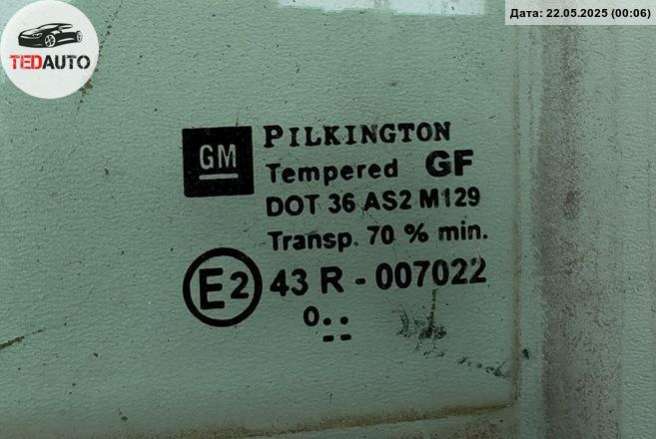 Дата: 22.05.2025 (00:06)
TEDAUTO
GM
PILKINGTON
Tempered GF
DOT 36 AS2 M129
Transp. 70 % min.
E2 43 R - 007022
0..
--